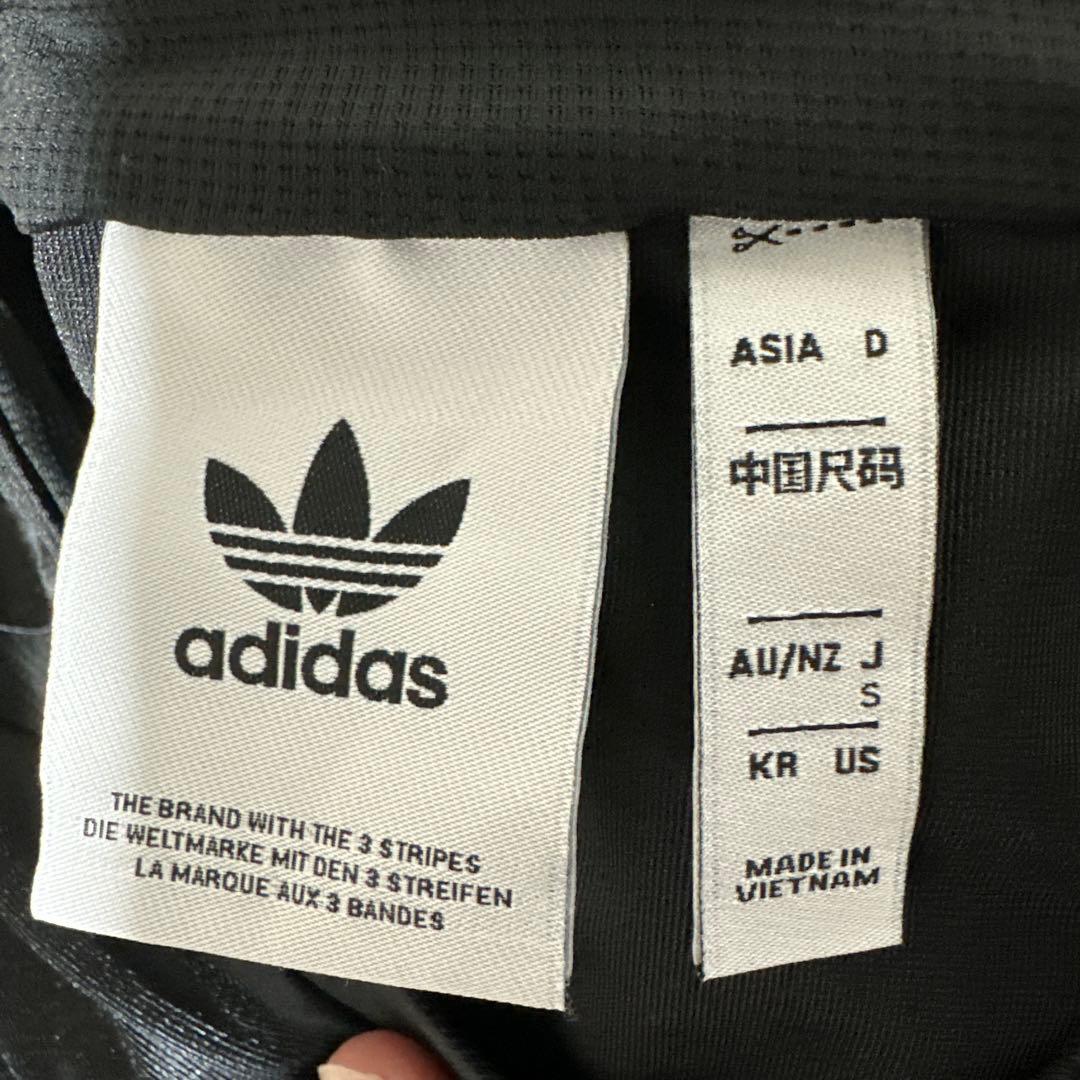 adidas
THE BRAND WITH THE 3 STRIPES
DIE WELTMARKE MIT DEN 3 STREIFEN
LA MARQUE AUX 3 BANDES
ASIA D
中国尺码
AU/NZ J
S
KR US
MADE IN
VIETNAM